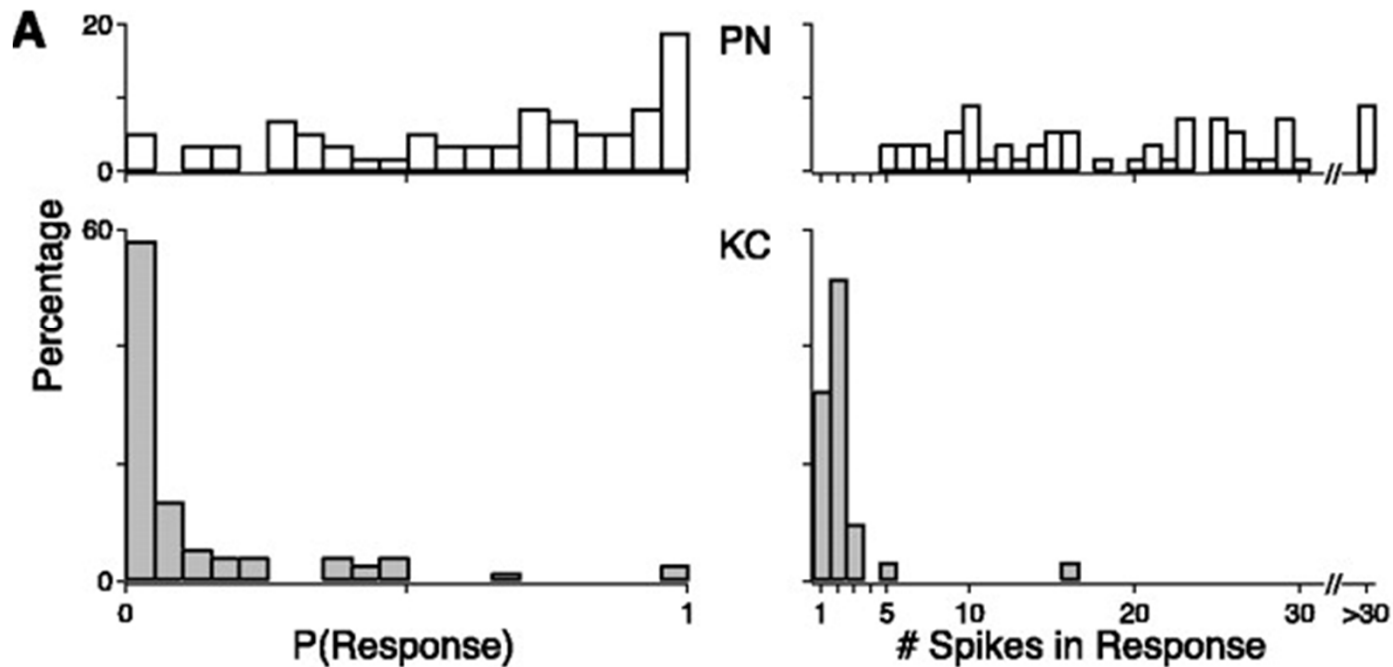 A
20
0
PN
Percentage
60
0
KC
0
1
P(Response)
1
5
10
20
30
>30
# Spikes in Response